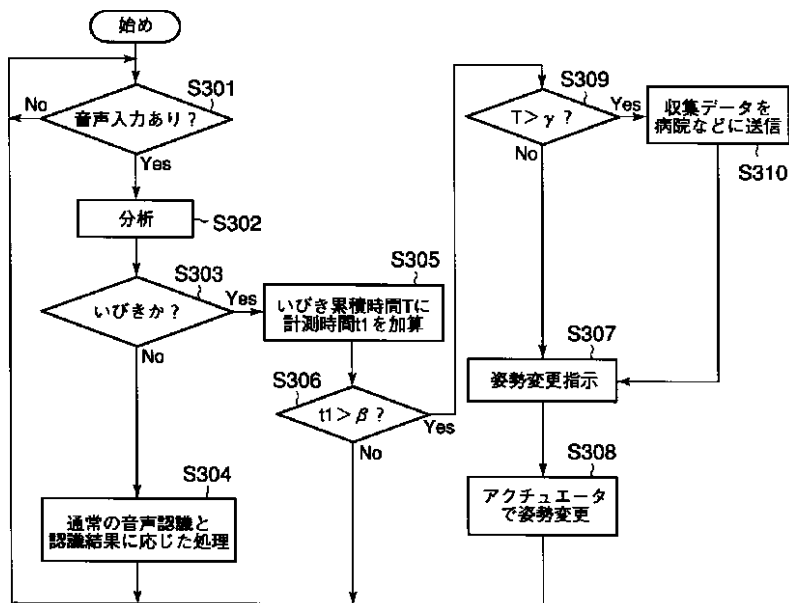 始め
S301
音声入力あり？
No
Yes
分析
S302
S303
いびきか？
Yes
No
S304
通常の音声認識と
認識結果に応じた処理
S305
いびき累積時間Tに
計測時間t1を加算
S306
t1＞β？
Yes
No
S309
T＞γ？
Yes
No
収集データを
病院などに送信
S310
S307
姿勢変更指示
S308
アクチュエータ
で姿勢変更